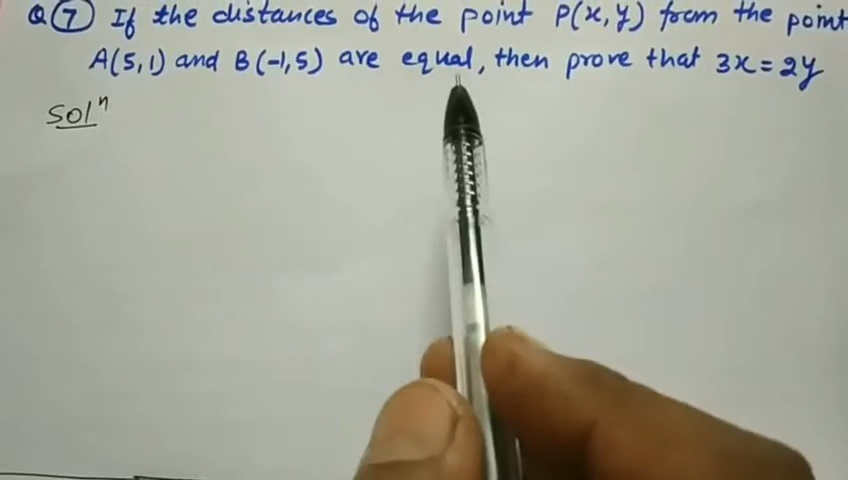 Q 7 If the distances of the point P(x,y) from the point
A(5,1) and B(-1,5) are equal, then prove that 3x=2y
Solⁿ